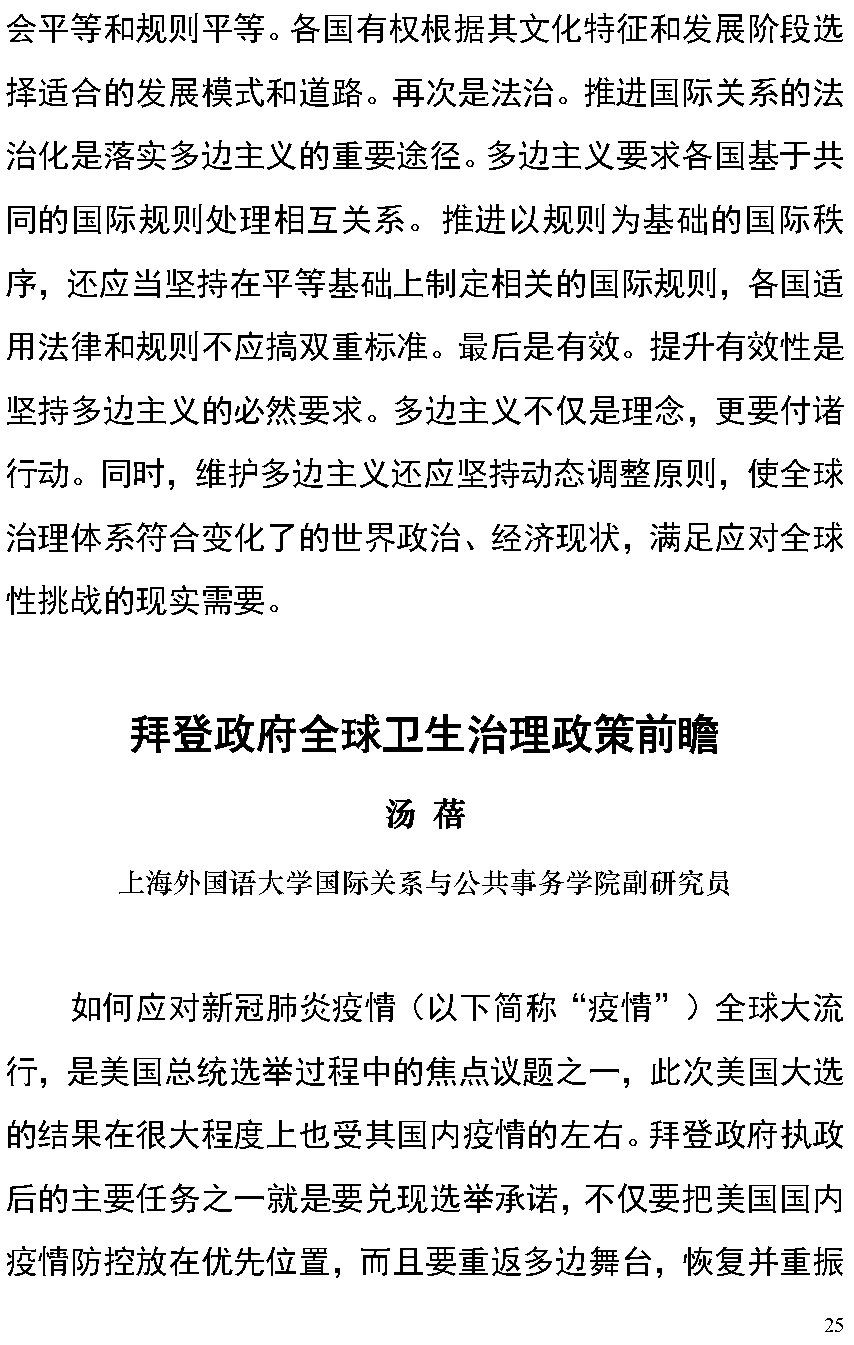 会平等和规则平等。各国有权根据其文化特征和发展阶段选
择适合的发展模式和道路。再次是法治。推进国际关系的法
治化是落实多边主义的重要途径。多边主义要求各国基于共
同的国际规则处理相互关系。推进以规则为基础的国际秩
序，还应当坚持在平等基础上制定相关的国际规则，各国适
用法律和规则不应搞双重标准。最后是有效。提升有效性是
坚持多边主义的必然要求。多边主义不仅是理念，更要付诸
行动。同时，维护多边主义还应坚持动态调整原则，使全球
治理体系符合变化了的世界政治、经济现状，满足应对全球
性挑战的现实需要。
拜登政府全球卫生治理政策前瞻
汤 蓓
上海外国语大学国际关系与公共事务学院副研究员
如何应对新冠肺炎疫情（以下简称“疫情”）全球大流
行，是美国总统选举过程中的焦点议题之一，此次美国大选
的结果在很大程度上也受其国内疫情的左右。拜登政府执政
后的主要任务之一就是要兑现选举承诺，不仅要把美国国内
疫情防控放在优先位置，而且要重返多边舞台，恢复并重振
25